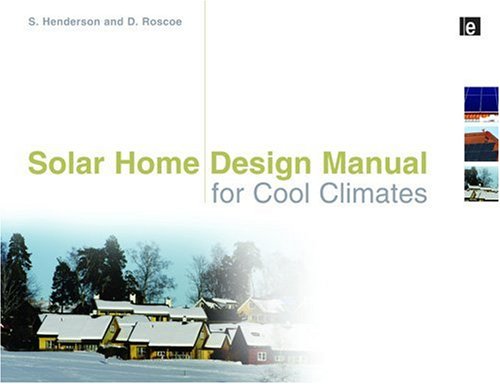 S. Henderson and D. Roscoe
e
Solar Home Design Manual
for Cool Climates